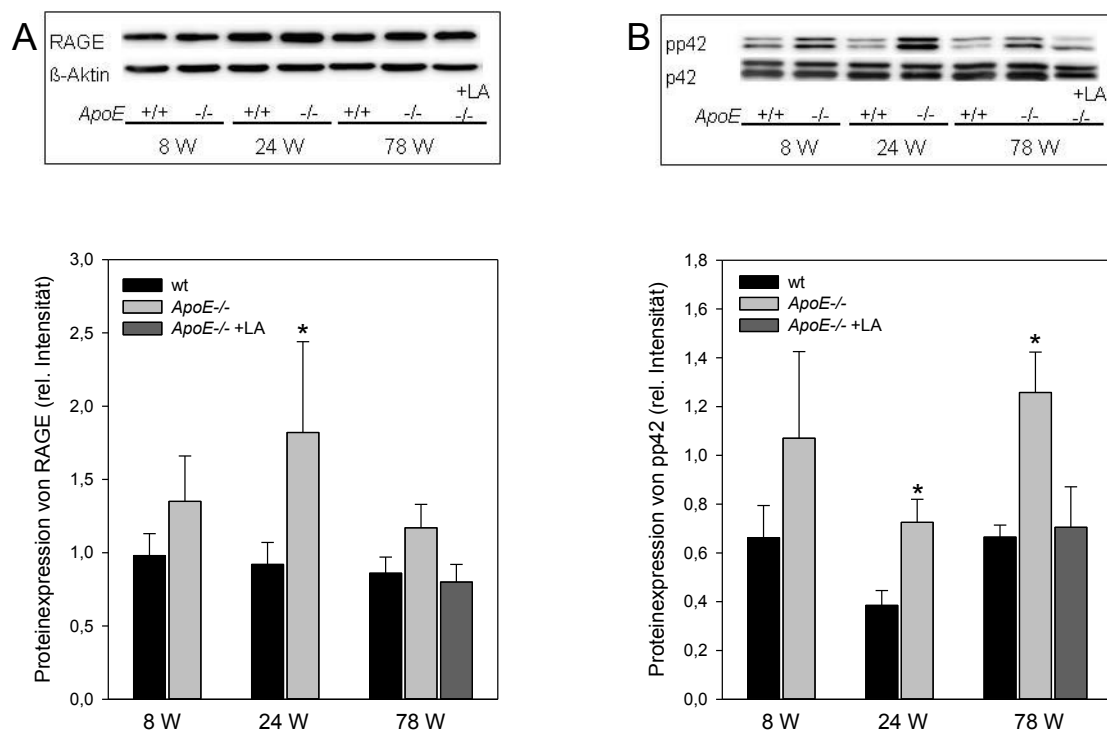 A
RAGE
ß-Aktin
+LA
ApoE +/+ -/- +/+ -/- +/+ -/- -/-
8 W 24 W 78 W
Proteinexpression von RAGE (rel. Intensität)
3,0
2,5
2,0
1,5
1,0
0,5
0,0
wt
ApoE-/-
ApoE-/- +LA
*
8 W 24 W 78 W
B
pp42
p42
+LA
ApoE +/+ -/- +/+ -/- +/+ -/- -/-
8 W 24 W 78 W
Proteinexpression von pp42 (rel. Intensität)
1,8
1,6
1,4
1,2
1,0
0,8
0,6
0,4
0,2
0,0
wt
ApoE-/-
ApoE-/- +LA
*
*
8 W 24 W 78 W